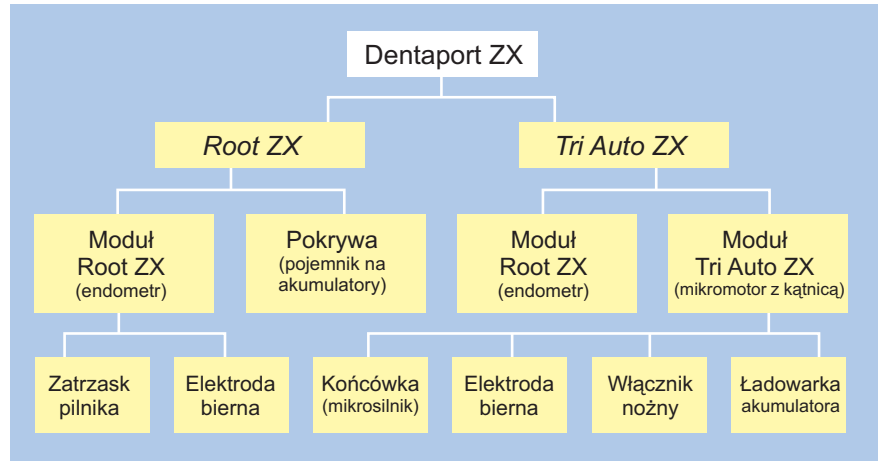 Dentaport ZX
Root ZX
Tri Auto ZX
Moduł
Root ZX
(endometr)
Pokrywa
(pojemnik na
akumulatory)
Moduł
Root ZX
(endometr)
Moduł
Tri Auto ZX
(mikromotor z kątnicą)
Zatrzask
pilnika
Elektroda
bierna
Końcówka
(mikrosilnik)
Elektroda
bierna
Włącznik
nożny
Ładowarka
akumulatora